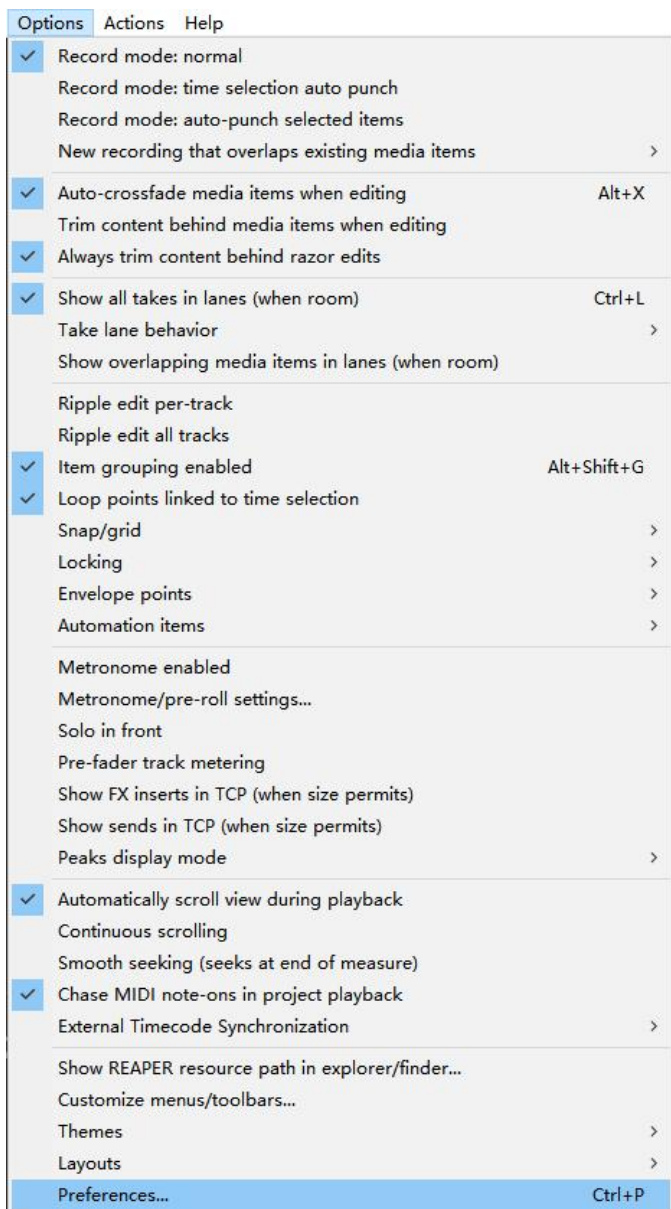 Options Actions Help
Record mode: normal
Record mode: time selection auto punch
Record mode: auto-punch selected items
New recording that overlaps existing media items
Auto-crossfade media items when editing Alt+X
Trim content behind media items when editing
Always trim content behind razor edits
Show all takes in lanes (when room) Ctrl+L
Take lane behavior
Show overlapping media items in lanes (when room)
Ripple edit per-track
Ripple edit all tracks
Item grouping enabled Alt+Shift+G
Loop points linked to time selection
Snap/grid
Locking
Envelope points
Automation items
Metronome enabled
Metronome/pre-roll settings...
Solo in front
Pre-fader track metering
Show FX inserts in TCP (when size permits)
Show sends in TCP (when size permits)
Peaks display mode
Automatically scroll view during playback
Continuous scrolling
Smooth seeking (seeks at end of measure)
Chase MIDI note-ons in project playback
External Timecode Synchronization
Show REAPER resource path in explorer/finder...
Customize menus/toolbars...
Themes
Layouts
Preferences... Ctrl+P